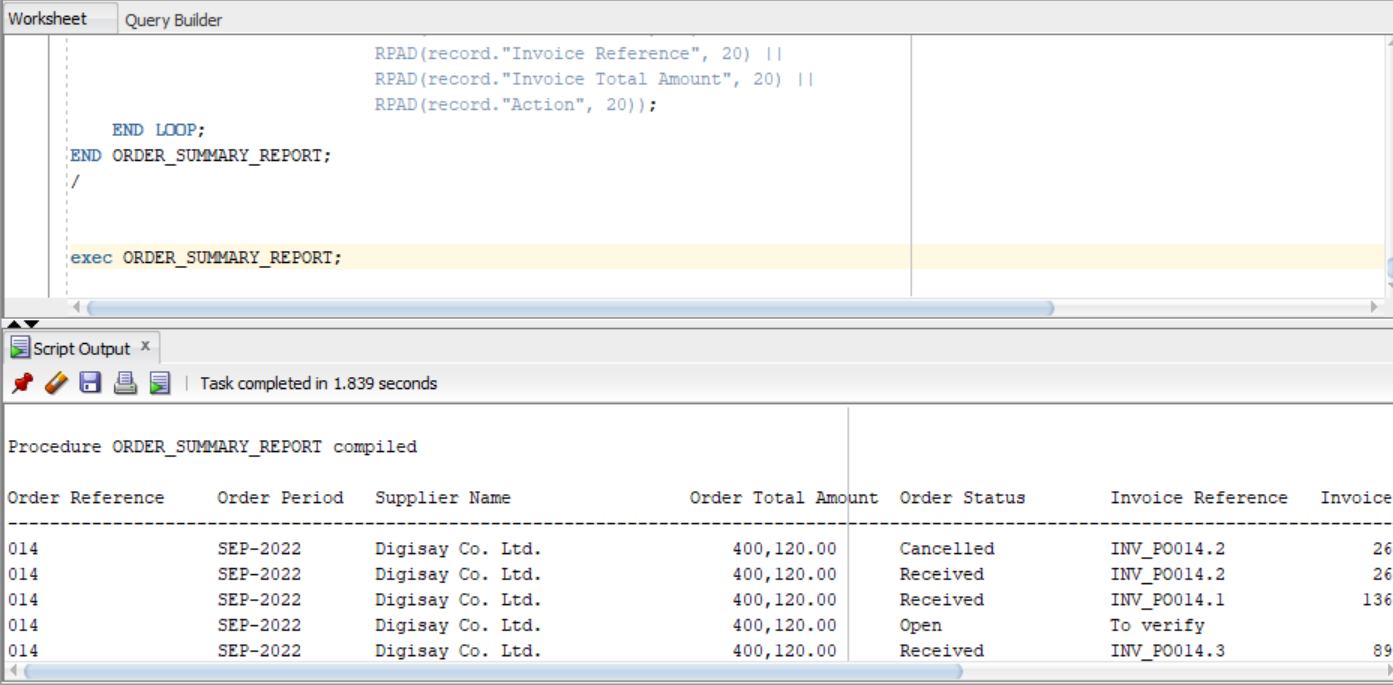 Worksheet Query Builder
RPAD(record."Invoice Reference", 20) ||
RPAD(record."Invoice Total Amount", 20) ||
RPAD(record."Action", 20));
END LOOP;
END ORDER_SUMMARY_REPORT;
/
exec ORDER_SUMMARY_REPORT;
Script Output x
Task completed in 1.839 seconds
Procedure ORDER_SUMMARY_REPORT compiled
Order Reference Order Period Supplier Name Order Total Amount Order Status Invoice Reference Invoice
014 SEP-2022 Digisay Co. Ltd. 400,120.00 Cancelled INV_PO014.2 26
014 SEP-2022 Digisay Co. Ltd. 400,120.00 Received INV_PO014.2 26
014 SEP-2022 Digisay Co. Ltd. 400,120.00 Received INV_PO014.1 136
014 SEP-2022 Digisay Co. Ltd. 400,120.00 Open To verify
014 SEP-2022 Digisay Co. Ltd. 400,120.00 Received INV_PO014.3 89